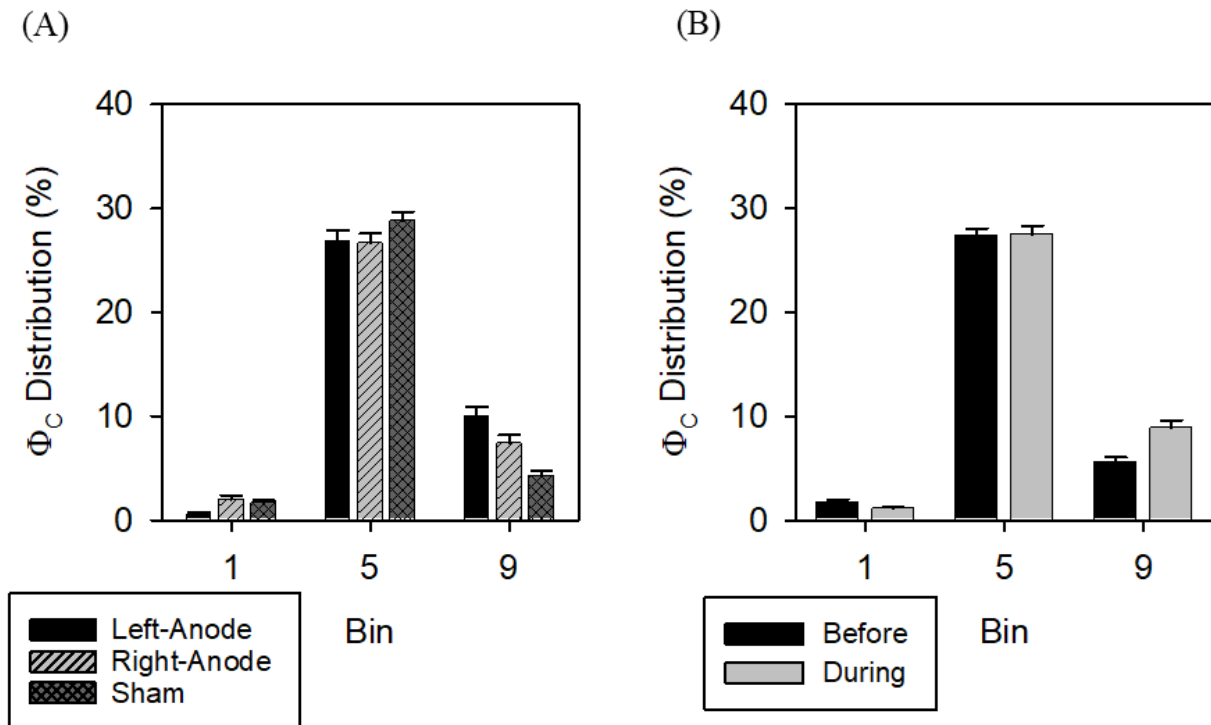 (A)
40
30
20
10
0
ΦC Distribution (%)
1 5 9
Bin
Left-Anode
Right-Anode
Sham
(B)
40
30
20
10
0
ΦC Distribution (%)
1 5 9
Bin
Before
During